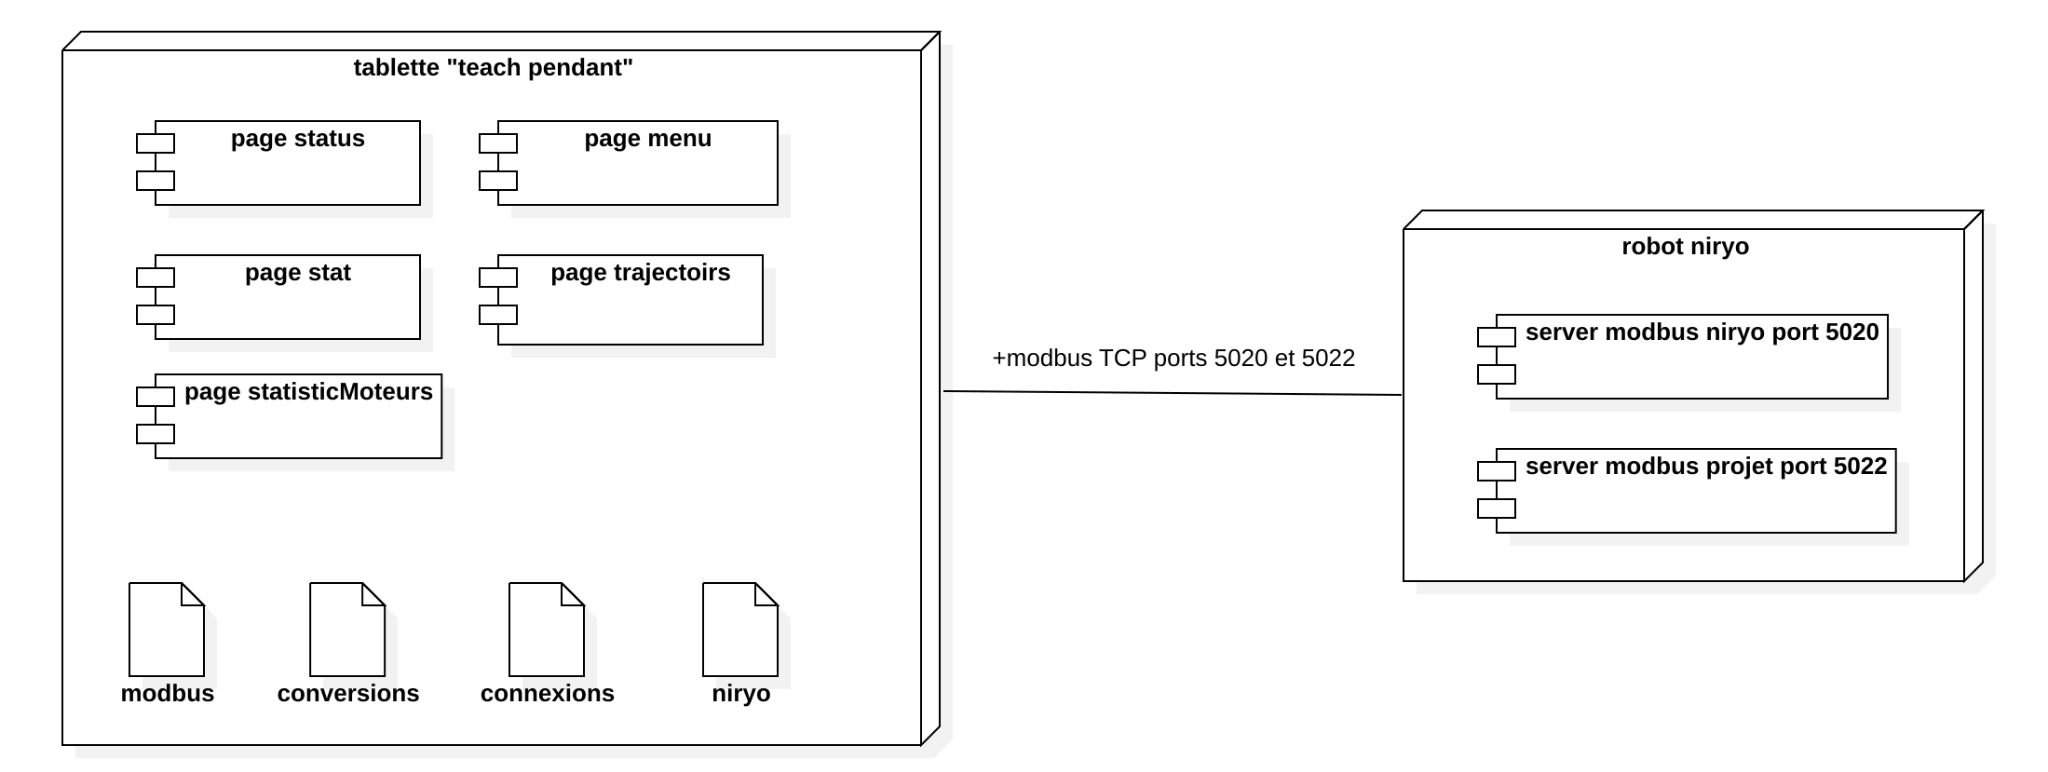 tablette "teach pendant"
page status
page menu
page stat
page trajectoirs
page statisticMoteurs
modbus
conversions
connexions
niryo
+modbus TCP ports 5020 et 5022
robot niryo
server modbus niryo port 5020
server modbus projet port 5022